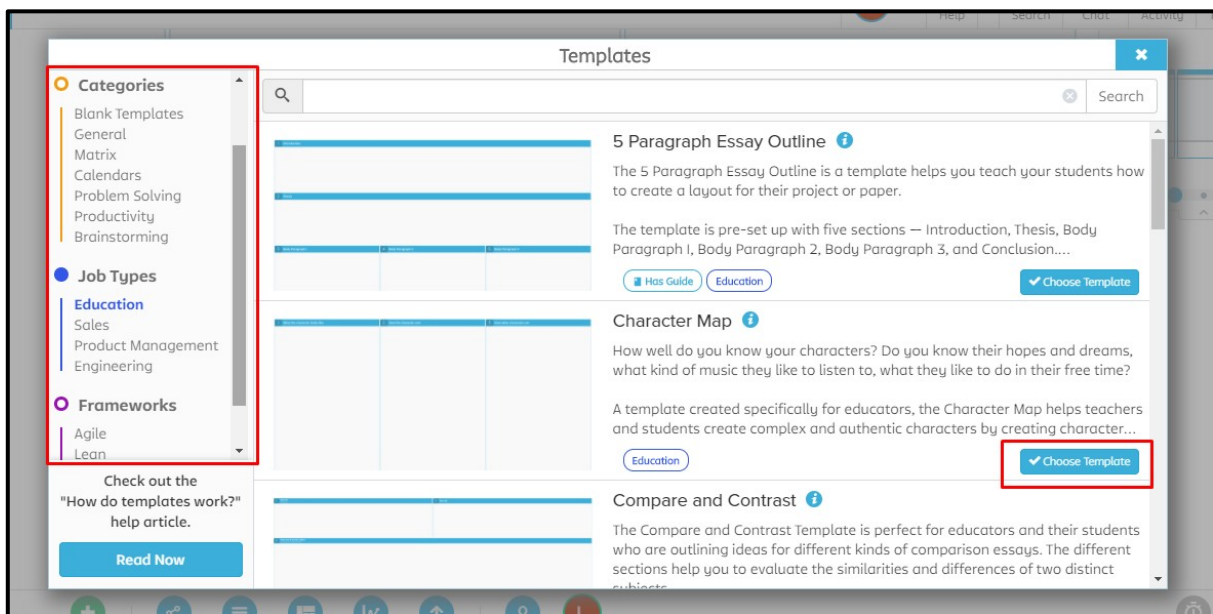 Help Search Chat Activity
Templates
Categories
Blank Templates
General
Matrix
Calendars
Problem Solving
Productivity
Brainstorming
Job Types
Education
Sales
Product Management
Engineering
Frameworks
Agile
Lean
Check out the
"How do templates work?"
help article.
Read Now
Search
5 Paragraph Essay Outline
The 5 Paragraph Essay Outline is a template helps you teach your students how
to create a layout for their project or paper.
The template is pre-set up with five sections — Introduction, Thesis, Body
Paragraph 1, Body Paragraph 2, Body Paragraph 3, and Conclusion....
Has Guide Education
Choose Template
Character Map
How well do you know your characters? Do you know their hopes and dreams,
what kind of music they like to listen to, what they like to do in their free time?
A template created specifically for educators, the Character Map helps teachers
and students create complex and authentic characters by creating character...
Education
Choose Template
Compare and Contrast
The Compare and Contrast Template is perfect for educators and their students
who are outlining ideas for different kinds of comparison essays. The different
sections help you to evaluate the similarities and differences of two distinct
subjects